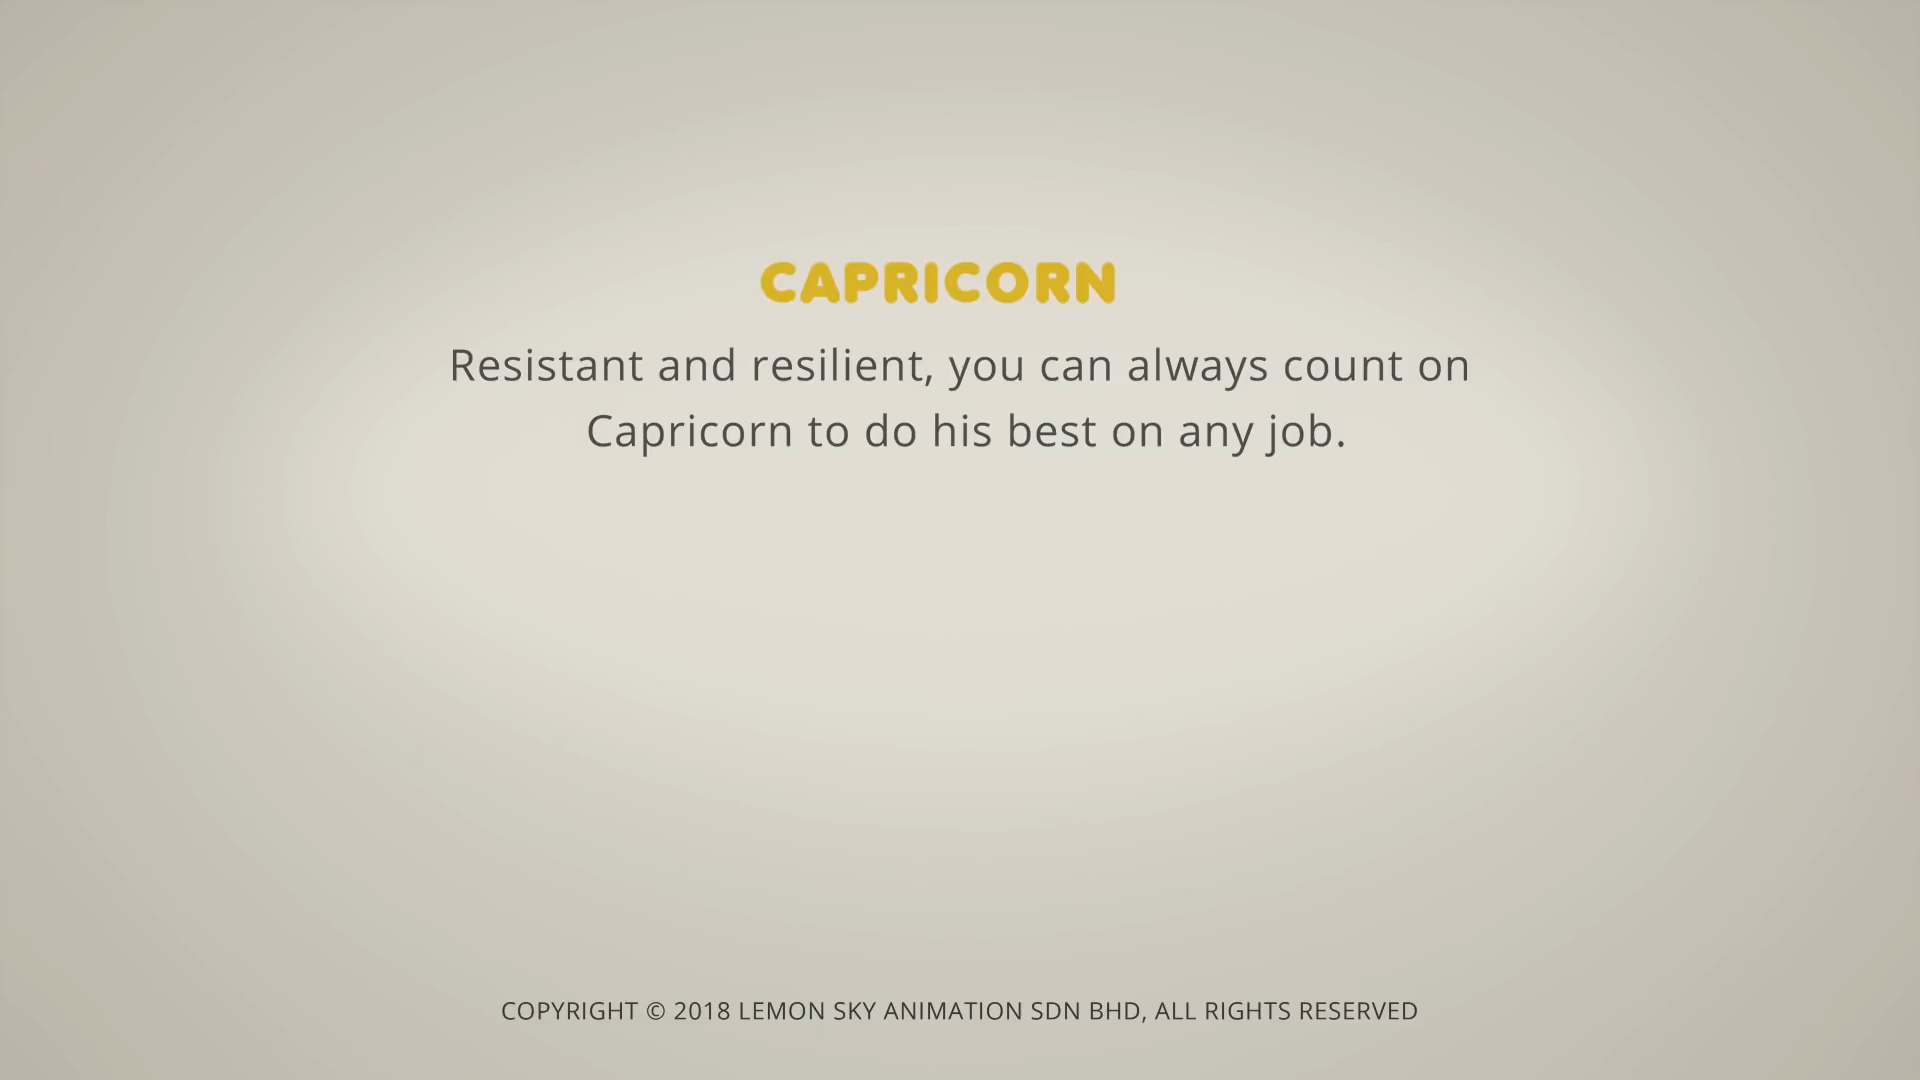 CAPRICORN
Resistant and resilient, you can always count on
Capricorn to do his best on any job.
COPYRIGHT © 2018 LEMON SKY ANIMATION SDN BHD, ALL RIGHTS RESERVED